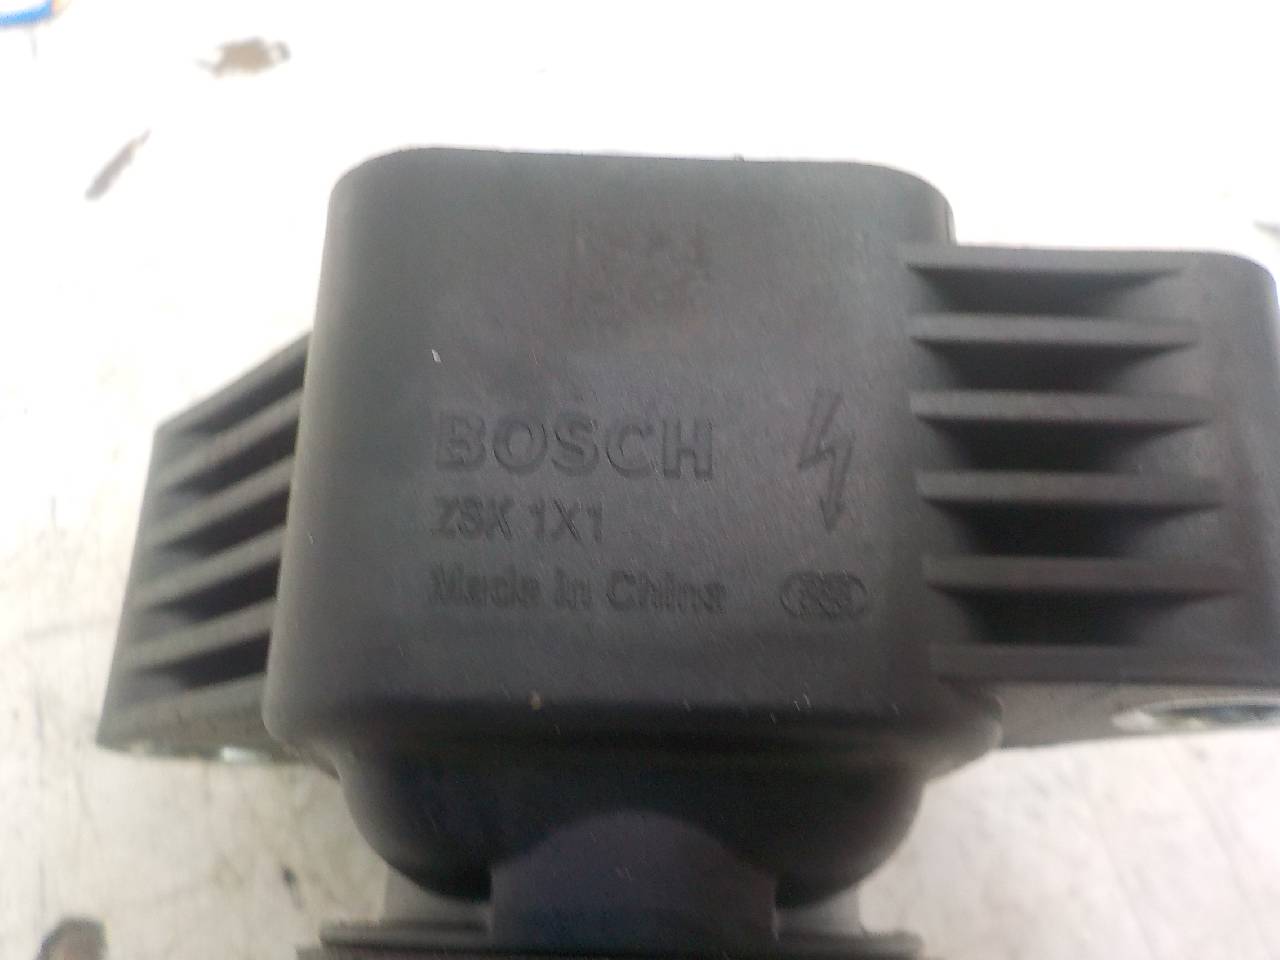 BOSCH
ZSK 1X1
Made in China